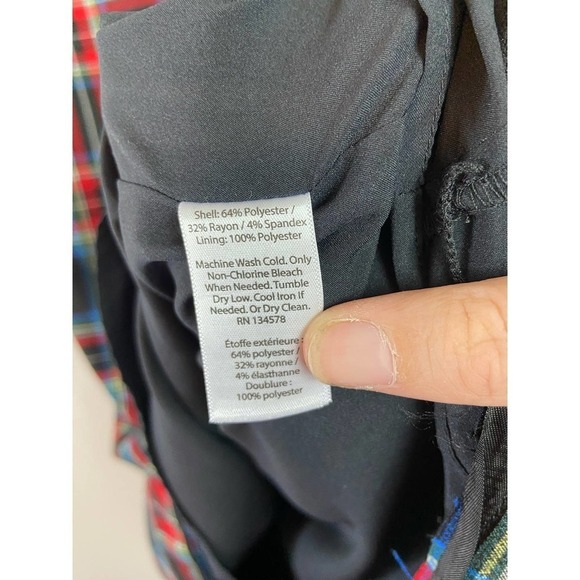 Shell: 64% Polyester /
32% Rayon / 4% Spandex
Lining: 100% Polyester
Machine Wash Cold. Only
Non-Chlorine Bleach
When Needed. Tumble
Dry Low. Cool Iron If
Needed. Or Dry Clean.
RN 134578
Étoffe extérieure :
64% polyester /
32% rayonne /
4% élasthanne
Doublure :
100% polyester